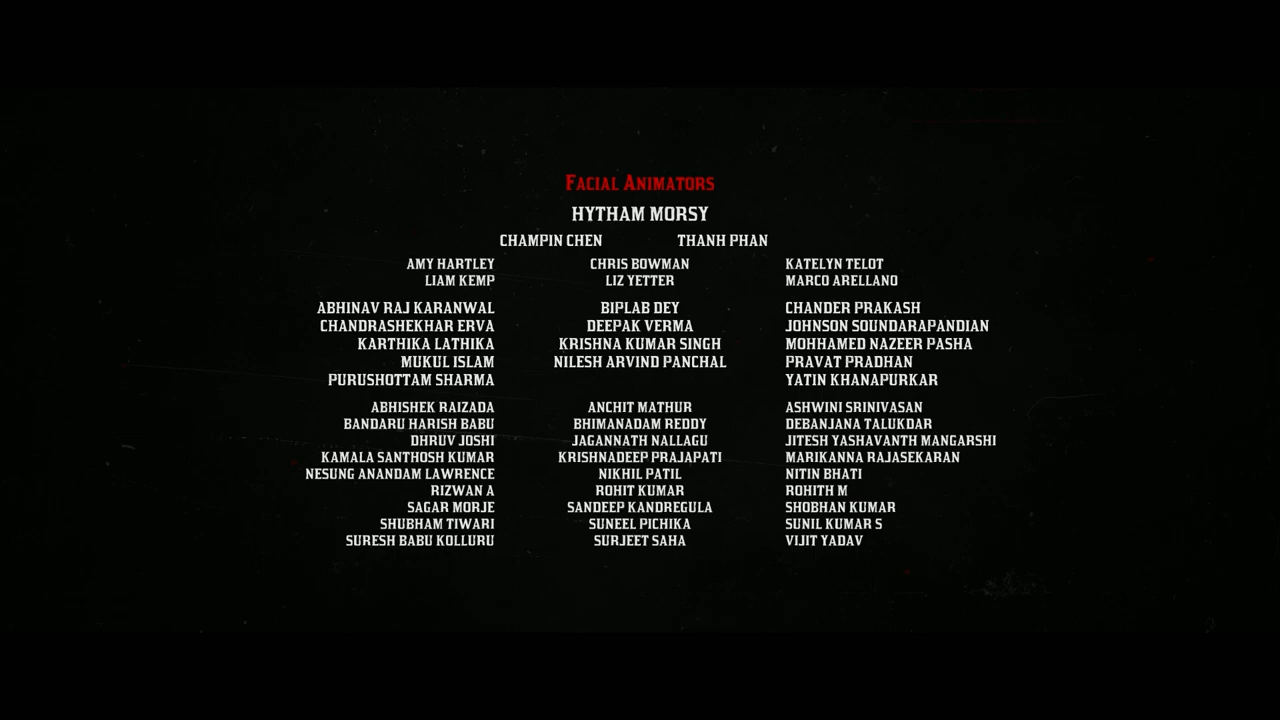 Facial Animators
HYTHAM MORSY
CHAMPIN CHEN THANH PHAN
AMY HARTLEY CHRIS BOWMAN KATELYN TELOT
LIAM KEMP LIZ YETTER MARCO ARELLANO
ABHINAV RAJ KARANWAL BIPLAB DEY CHANDER PRAKASH
CHANDRASHEKHAR ERVA DEEPAK VERMA JOHNSON SOUNDARAPANDIAN
KARTHIKA LATHIKA KRISHNA KUMAR SINGH MOHHAMED NAZEER PASHA
MUKUL ISLAM NILESH ARVIND PANCHAL PRAVAT PRADHAN
PURUSHOTTAM SHARMA YATIN KHANAPURKAR
ABHISHEK RAIZADA ANCHIT MATHUR ASHWINI SRINIVASAN
BANDARU HARISH BABU BHIMANADAM REDDY DEBANJANA TALUKDAR
DHRUV JOSHI JAGANNATH NALLAGU JITESH YASHAVANTH MANGARSHI
KAMALA SANTHOSH KUMAR KRISHNADEEP PRAJAPATI MARIKANNA RAJASEKARAN
NESUNG ANANDAM LAWRENCE NIKHIL PATIL NITIN BHATI
RIZWAN A ROHIT KUMAR ROHITH M
SAGAR MORJE SANDEEP KANDREGULA SHOBHAN KUMAR
SHUBHAM TIWARI SUNEEL PICHIKA SUNIL KUMAR S
SURESH BABU KOLLURU SURJEET SAHA VIJIT YADAV